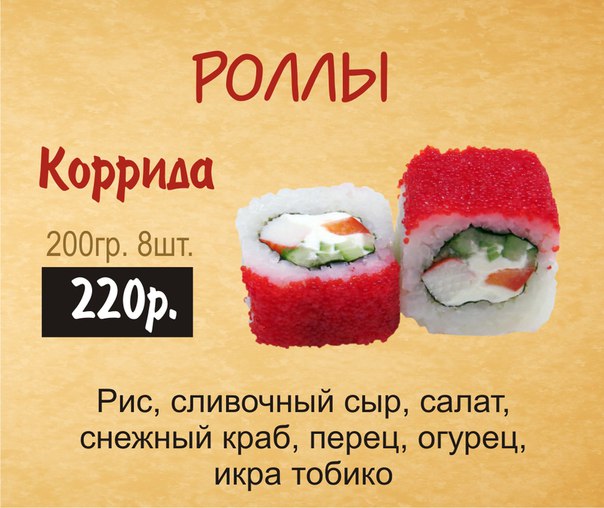 РОЛЛЫ
Коррида
200гр. 8шт.
220р.
Рис, сливочный сыр, салат,
снежный краб, перец, огурец,
икра тобико